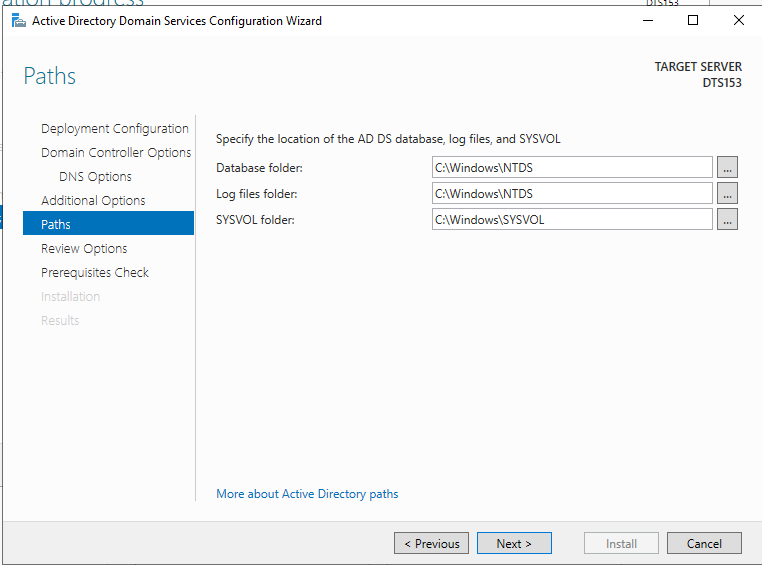 ation progress
DTS153
Active Directory Domain Services Configuration Wizard
Paths
TARGET SERVER
DTS153
Deployment Configuration
Domain Controller Options
DNS Options
Additional Options
Paths
Review Options
Prerequisites Check
Installation
Results
Specify the location of the AD DS database, log files, and SYSVOL
Database folder: C:\Windows\NTDS ...
Log files folder: C:\Windows\NTDS ...
SYSVOL folder: C:\Windows\SYSVOL ...
More about Active Directory paths
< Previous Next > Install Cancel